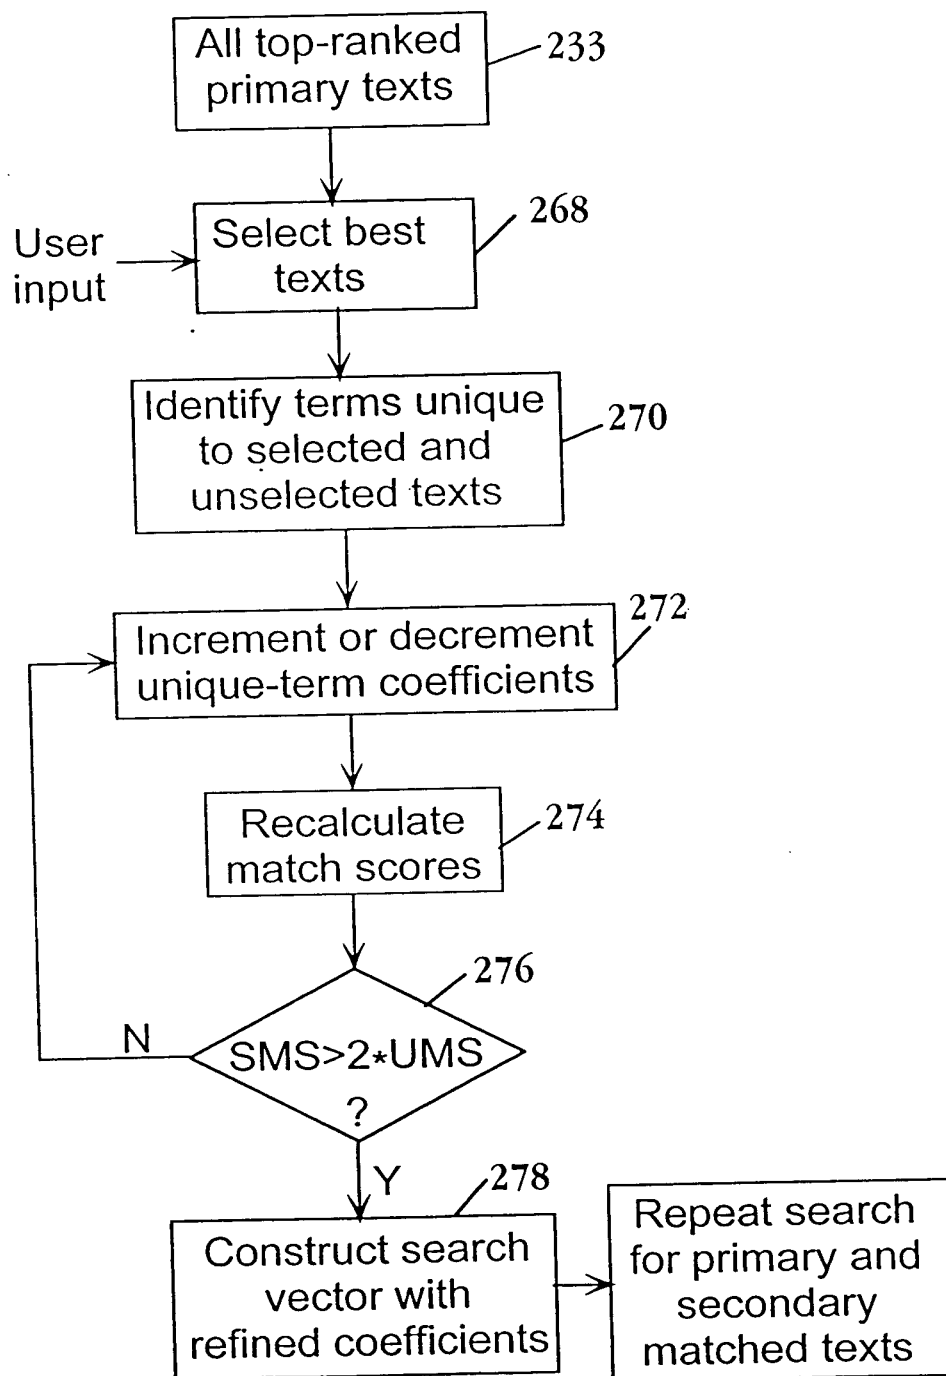 All top-ranked
primary texts
233
User
input
Select best
texts
268
Identify terms unique
to selected and
unselected texts
270
Increment or decrement
unique-term coefficients
272
Recalculate
match scores
274
276
N
SMS>2*UMS
?
Y
278
Construct search
vector with
refined coefficients
Repeat search
for primary and
secondary
matched texts